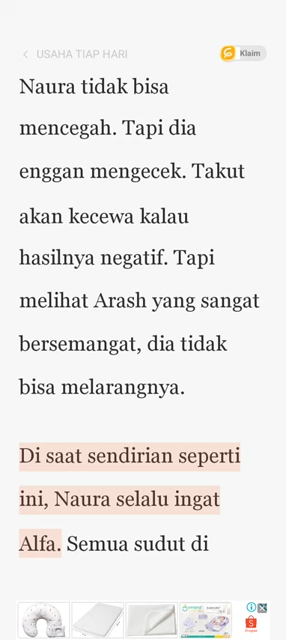 USAHA TIAP HARI
Klaim
Naura tidak bisa
mencegah. Tapi dia
enggan mengecek. Takut
akan kecewa kalau
hasilnya negatif. Tapi
melihat Arash yang sangat
bersemangat, dia tidak
bisa melarangnya.
Di saat sendirian seperti
ini, Naura selalu ingat
Alfa. Semua sudut di
Shopee